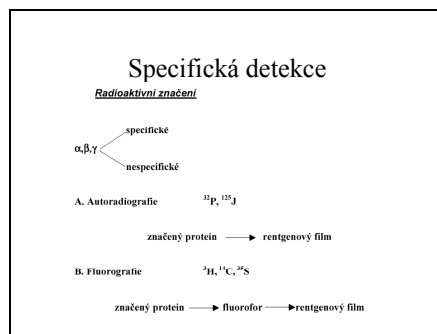 Specifická detekce
Radioaktivní značení
specifické
α,β,γ
nespecifické
A. Autoradiografie ³²P, ¹²⁵J
značený protein → rentgenový film
B. Fluorografie ³H, ¹⁴C, ³⁵S
značený protein → fluorofor → rentgenový film